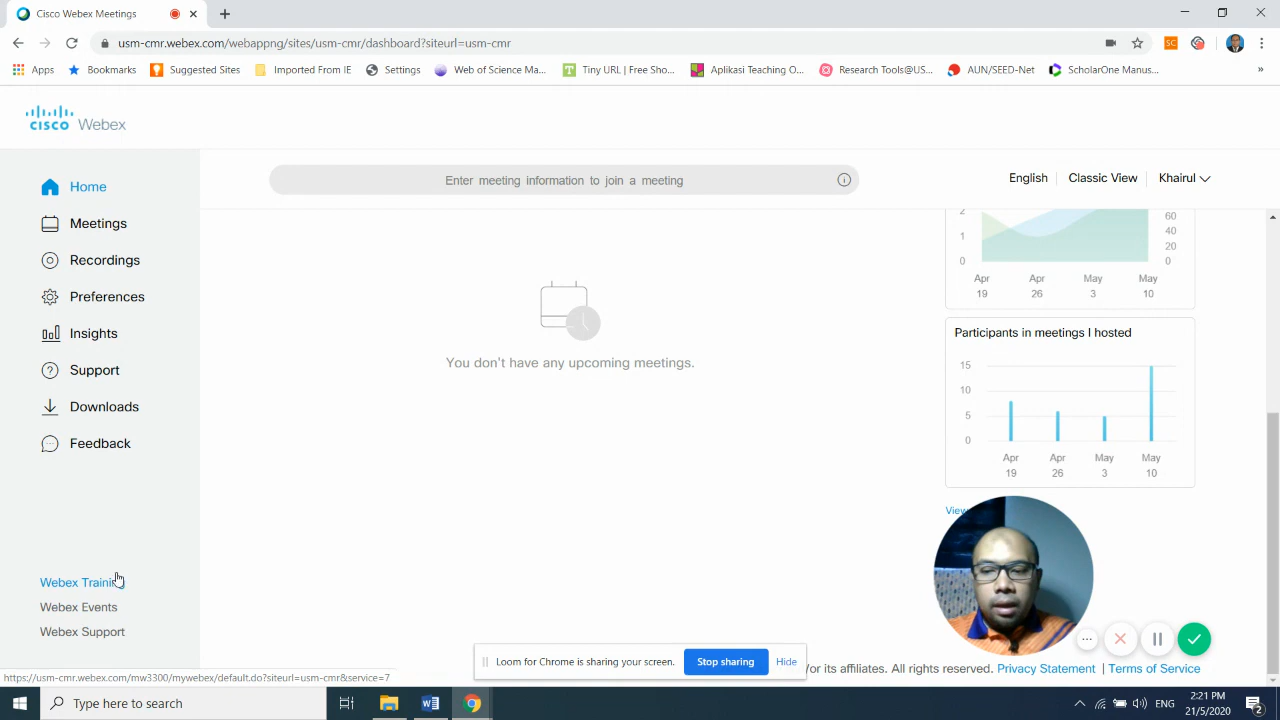 Cisco Webex Meetings
usm-cmr.webex.com/webappng/sites/usm-cmr/dashboard?siteurl=usm-cmr
Apps Bookmarks Suggested Sites Imported From IE Settings Web of Science Ma... Tiny URL | Free Sho... Aplikasi Teaching O... Research Tools@US... AUN/SEED-Net ScholarOne Manus... »
SC
CISCO Webex
Home
Meetings
Recordings
Preferences
Insights
Support
Downloads
Feedback
Webex Training
Webex Events
Webex Support
Enter meeting information to join a meeting
English Classic View Khairul
You don't have any upcoming meetings.
2 60
40
1 20
0 0
Apr Apr May May
19 26 3 10
Participants in meetings I hosted
15
10
5
0
Apr Apr May May
19 26 3 10
View
Loom for Chrome is sharing your screen. Stop sharing Hide
/or its affiliates. All rights reserved. Privacy Statement | Terms of Service
https://usm-cmr.webex.com/mw3300/mywebex/default.do?siteurl=usm-cmr&service=7
Type here to search
ENG
2:21 PM
21/5/2020
2